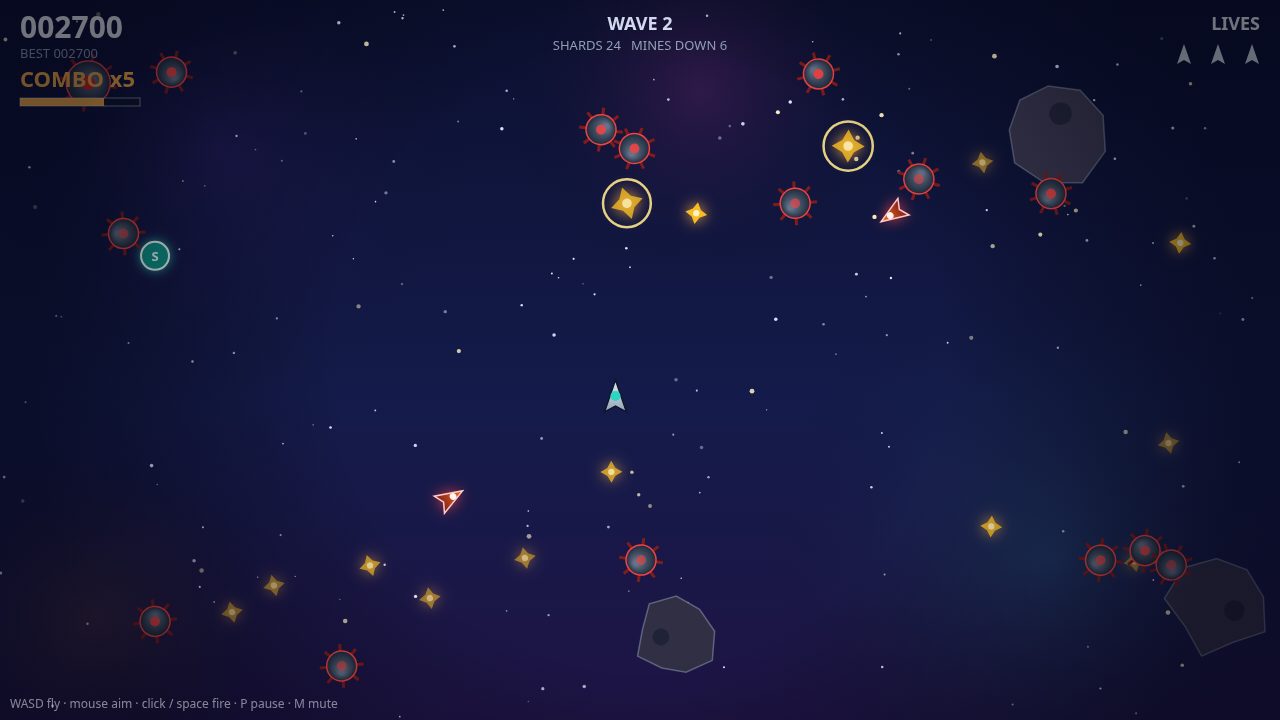 002700
BEST 002700
COMBO x5
WAVE 2
SHARDS 24 MINES DOWN 6
LIVES
S
WASD fly · mouse aim · click / space fire · P pause · M mute